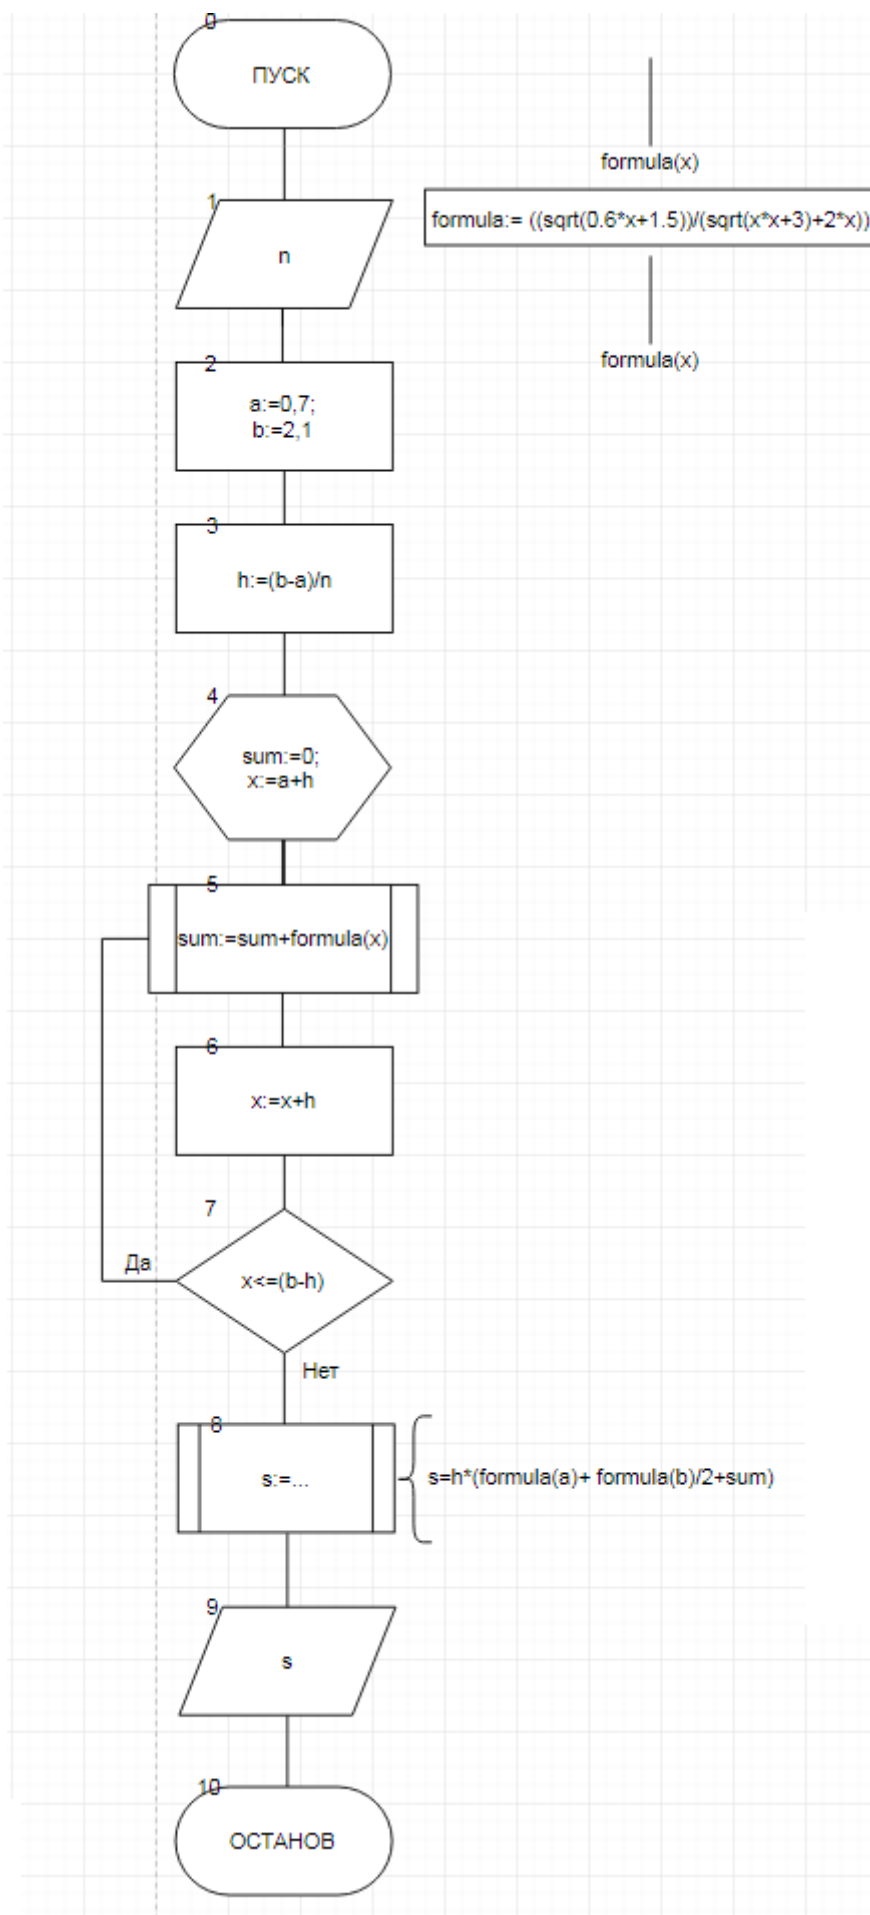 0
ПУСК
formula(x)
1
formula:= ((sqrt(0.6*x+1.5))/(sqrt(x*x+3)+2*x))
n
formula(x)
2
a:=0,7;
b:=2,1
3
h:=(b-a)/n
4
sum:=0;
x:=a+h
5
sum:=sum+formula(x)
6
x:=x+h
7
Да
x<=(b-h)
Нет
8
s:=...
s=h*(formula(a)+ formula(b)/2+sum)
9
s
10
ОСТАНОВ